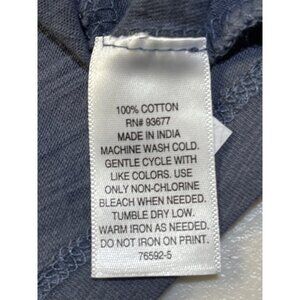 100% COTTON
RN# 93677
MADE IN INDIA
MACHINE WASH COLD.
GENTLE CYCLE WITH
LIKE COLORS. USE
ONLY NON-CHLORINE
BLEACH WHEN NEEDED.
TUMBLE DRY LOW.
WARM IRON AS NEEDED.
DO NOT IRON ON PRINT.
76592-5